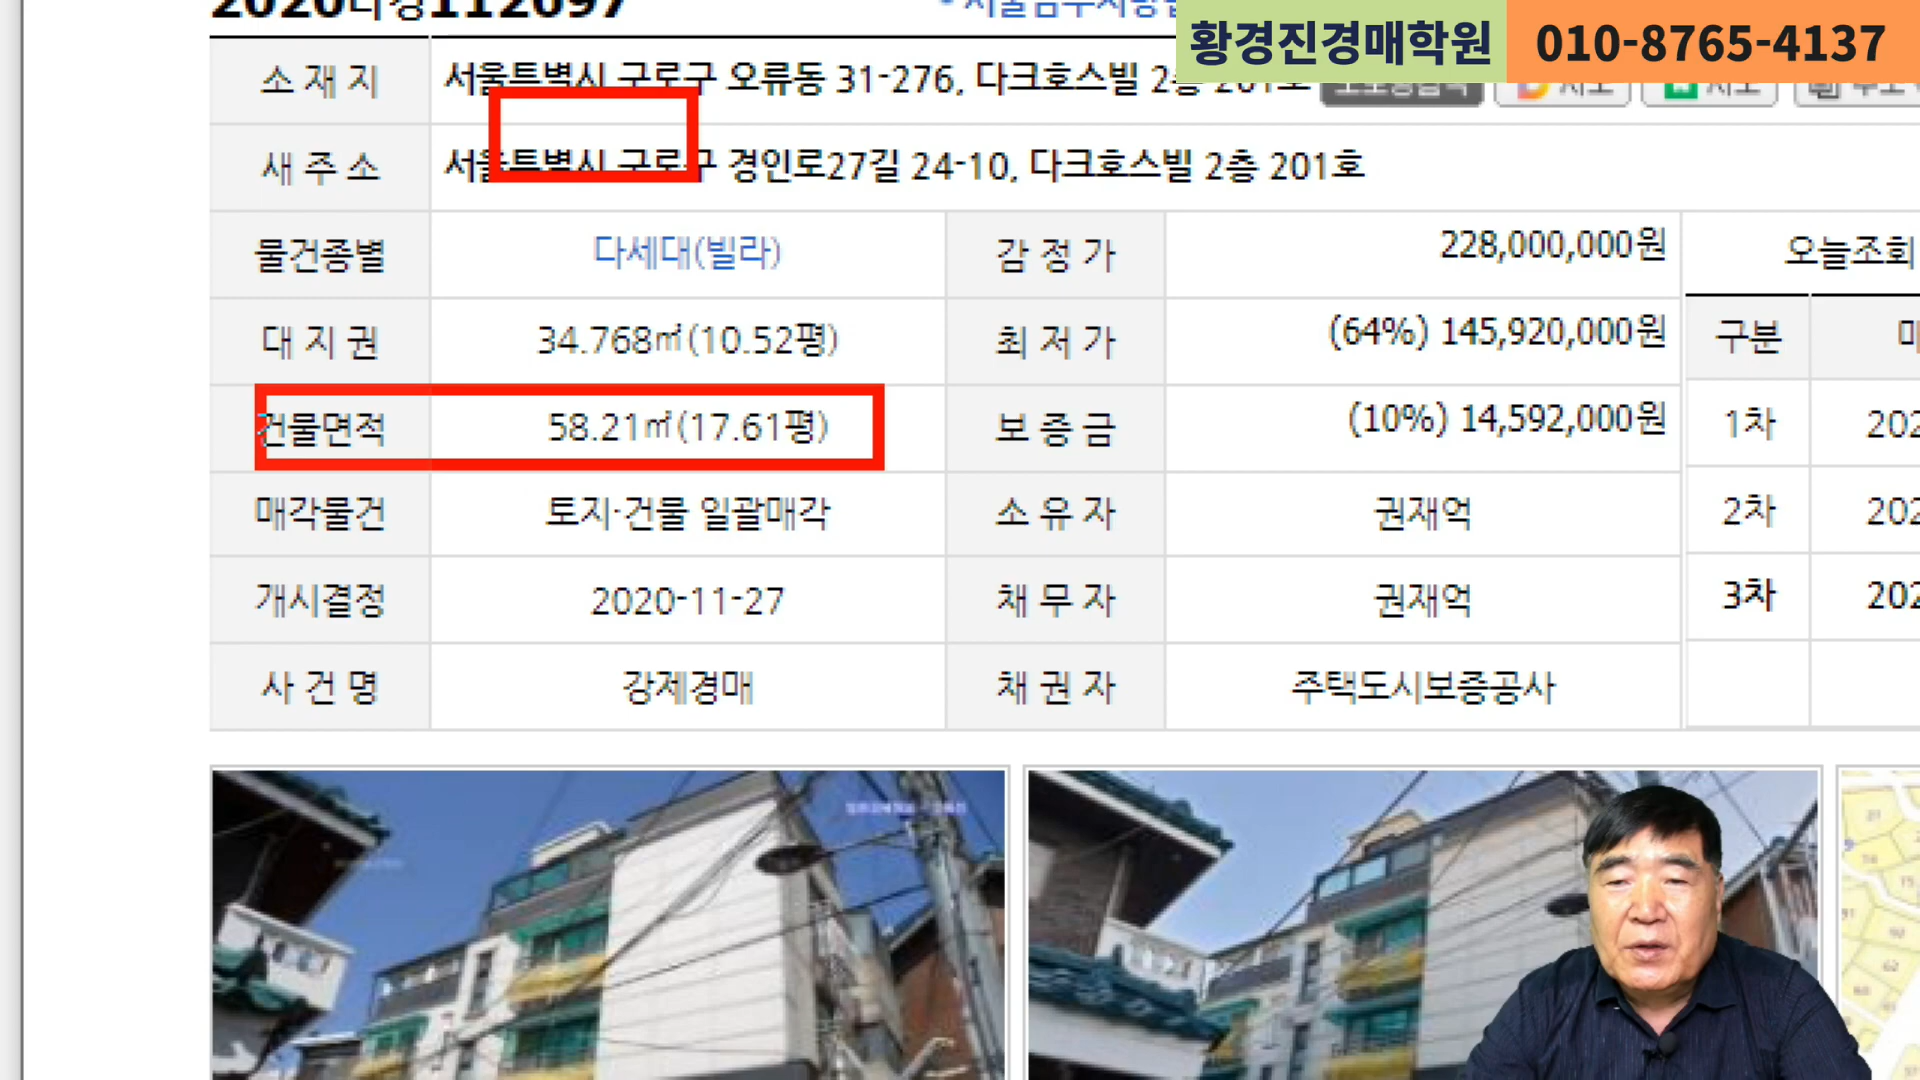 황경진경매학원 010-8765-4137
소 재 지 서울특별시 구로구 오류동 31-276, 다크호스빌 2층 201호
새 주 소 서울특별시 구로구 경인로27길 24-10, 다크호스빌 2층 201호
물건종별 다세대(빌라) 감 정 가 228,000,000원 오늘조회
대 지 권 34.768㎡(10.52평) 최 저 가 (64%) 145,920,000원 구분
건물면적 58.21㎡(17.61평) 보 증 금 (10%) 14,592,000원 1차 202
매각물건 토지·건물 일괄매각 소 유 자 권재억 2차 202
개시결정 2020-11-27 채 무 자 권재억 3차 202
사 건 명 강제경매 채 권 자 주택도시보증공사